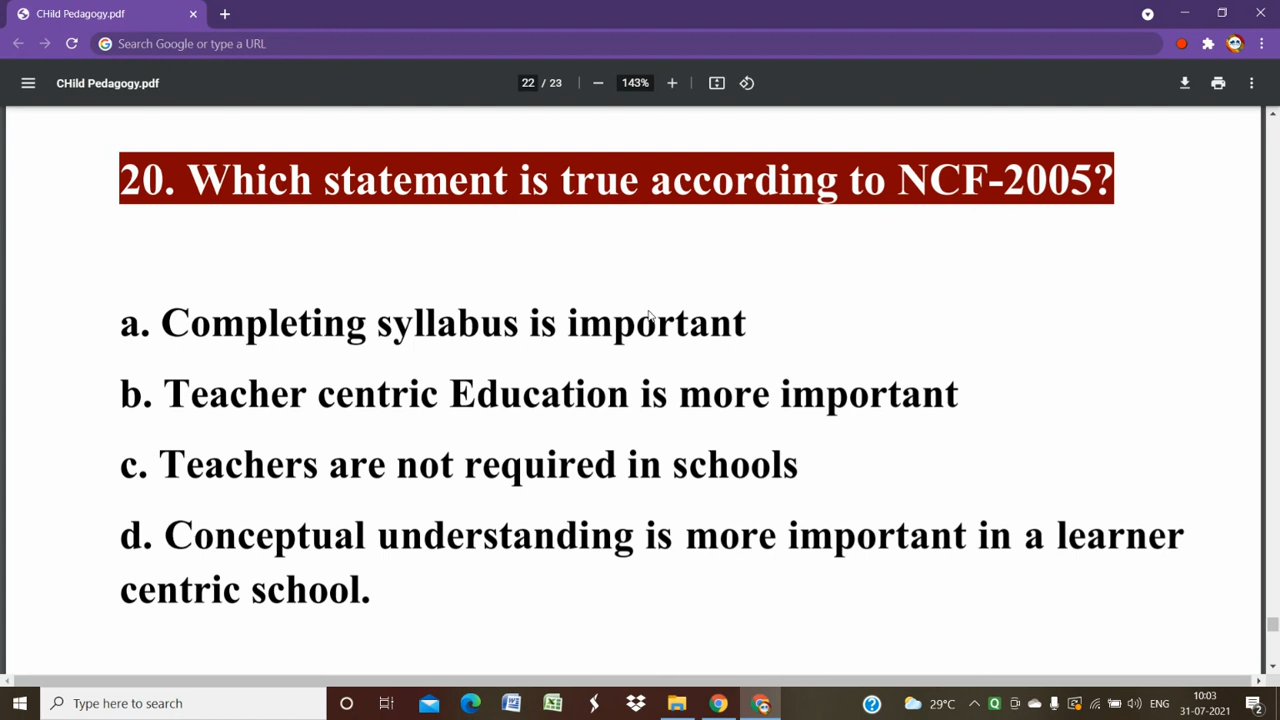 CHild Pedagogy.pdf
Search Google or type a URL
CHild Pedagogy.pdf
22 / 23
143%
20. Which statement is true according to NCF-2005?
a. Completing syllabus is important
b. Teacher centric Education is more important
c. Teachers are not required in schools
d. Conceptual understanding is more important in a learner
centric school.
Type here to search
29°C
ENG
10:03
31-07-2021
2